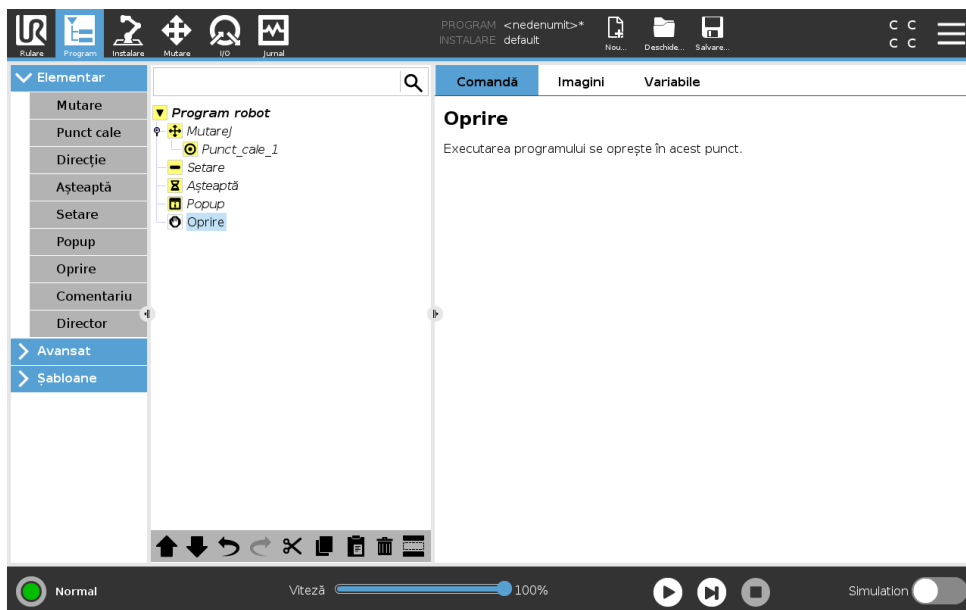 Rulare
Program
Instalare
Mutare
I/O
Jurnal
PROGRAM <nedenumit>*
INSTALARE default
Nou...
Deschide...
Salvare...
C C
C C
Elementar
Mutare
Punct cale
Direcție
Așteaptă
Setare
Popup
Oprire
Comentariu
Director
Avansat
Șabloane
Program robot
MutareJ
Punct_cale_1
Setare
Așteaptă
Popup
Oprire
Comandă
Imagini
Variabile
Oprire
Executarea programului se oprește în acest punct.
Normal
Viteză
100%
Simulation